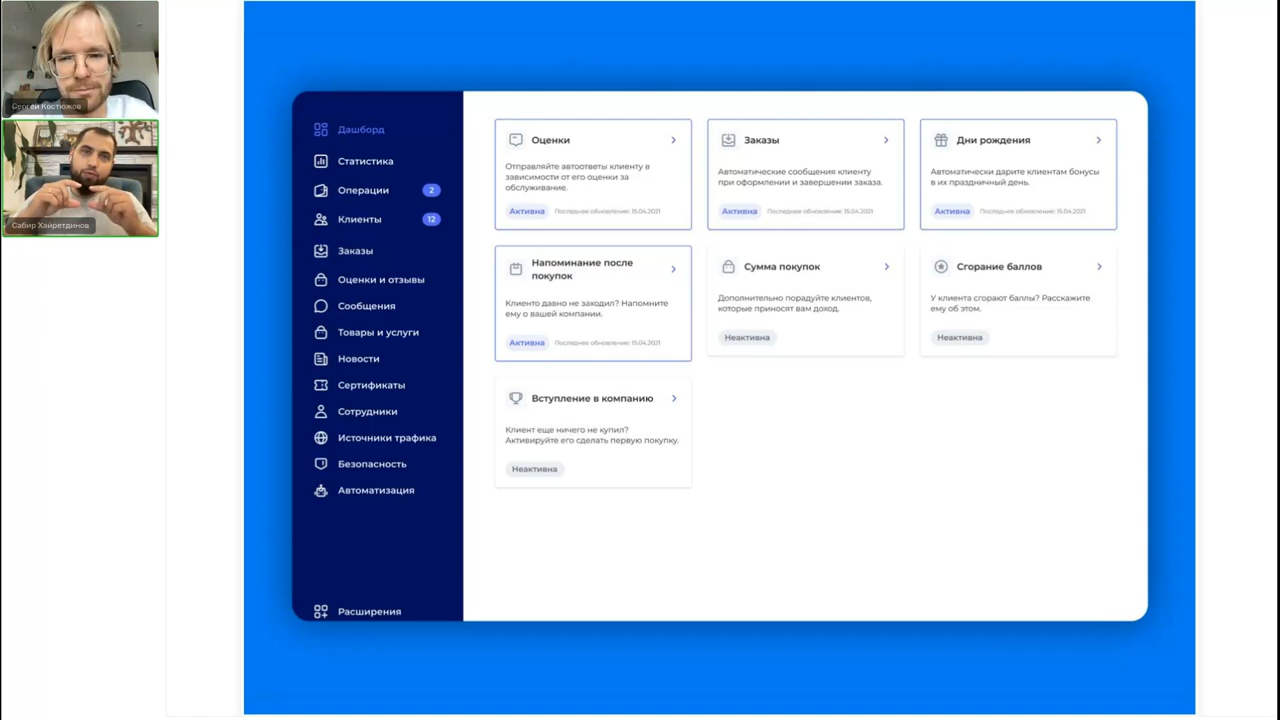 Сергей Костюжов
Сабир Хайретдинов
Дашборд
Статистика
Операции
2
Клиенты
12
Заказы
Оценки и отзывы
Сообщения
Товары и услуги
Новости
Сертификаты
Сотрудники
Источники трафика
Безопасность
Автоматизация
Расширения
Оценки
Отправляйте автоответы клиенту в
зависимости от его оценки за
обслуживание.
Активна Последнее обновление: 15.04.2021
Заказы
Автоматические сообщения клиенту
при оформлении и завершении заказа.
Активна Последнее обновление: 15.04.2021
Дни рождения
Автоматически дарите клиентам бонусы
в их праздничный день.
Активна Последнее обновление: 15.04.2021
Напоминание после
покупок
Клиенто давно не заходил? Напомните
ему о вашей компании.
Активна Последнее обновление: 15.04.2021
Сумма покупок
Дополнительно порадуйте клиентов,
которые приносят вам доход.
Неактивна
Сгорание баллов
У клиента сгорают баллы? Расскажите
ему об этом.
Неактивна
Вступление в компанию
Клиент еще ничего не купил?
Активируйте его сделать первую покупку.
Неактивна